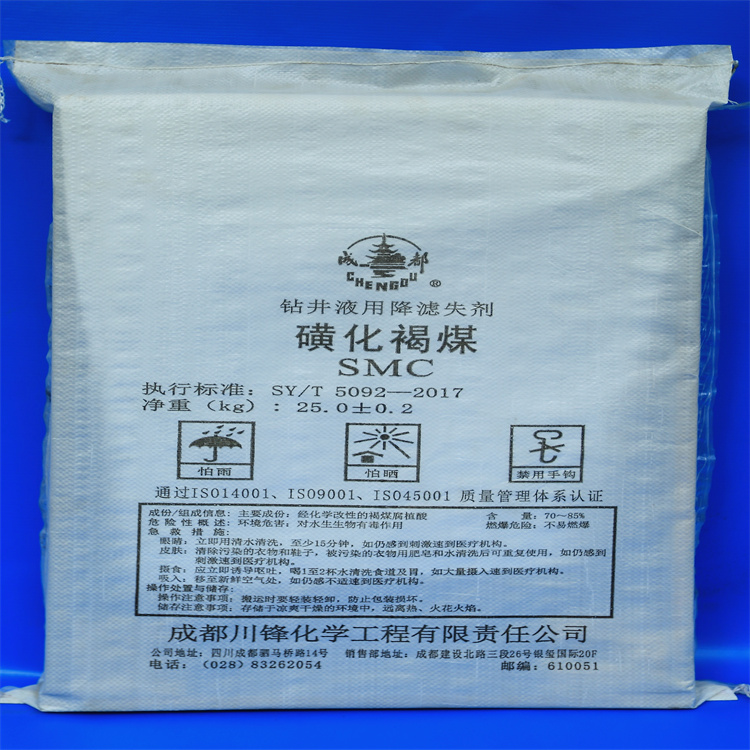 成都
CHENGDU ®
钻井液用降滤失剂
磺化褐煤
SMC
执行标准：SY/T 5092—2017
净重（kg）：25.0±0.2
怕雨 怕晒 禁用手钩
通过ISO14001、ISO9001、ISO45001 质量管理体系认证
成份/组成信息：主要成份：经化学改性的褐煤腐植酸 含 量：70～85%
危险性概述：环境危害：对水生生物有毒作用 燃爆危险：不易燃爆
急救措施：
眼睛：立即用清水清洗，至少15分钟，如仍感到刺激速到医疗机构。
皮肤：清除污染的衣物和鞋子，被污染的衣物用肥皂和水清洗后可重复使用，如仍感到
刺激速到医疗机构。
摄食：应立即诱导呕吐，喝1至2杯水清洗食道及胃，如大量摄入速到医疗机构。
吸入：移至新鲜空气处，如仍感不适速到医疗机构。
操作处置与储存：
操作注意事项：搬运时要轻装轻卸，防止包装损坏。
储存注意事项：存储于凉爽干燥的环境中，远离热、火花火焰。
成都川锋化学工程有限责任公司
公司地址：四川成都驷马桥路14号 销售部地址：成都建设北路三段26号银玺国际20F
电话：（028）83262054 邮编：610051